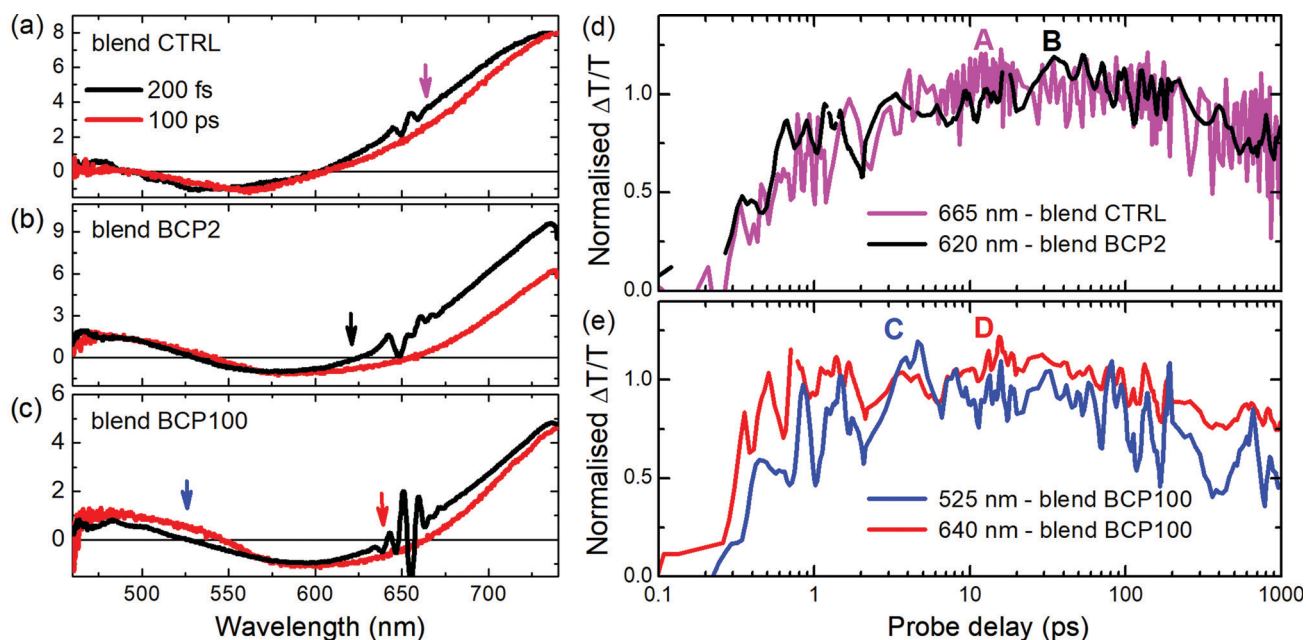 (a)
blend CTRL
200 fs
100 ps
8
6
4
2
0
(b)
blend BCP2
9
6
3
0
(c)
blend BCP100
6
4
2
0
500 550 600 650 700
Wavelength (nm)
(d)
A
B
Normalised ΔT/T
1.0
0.5
0.0
665 nm - blend CTRL
620 nm - blend BCP2
(e)
C
D
Normalised ΔT/T
1.0
0.5
0.0
525 nm - blend BCP100
640 nm - blend BCP100
0.1 1 10 100 1000
Probe delay (ps)